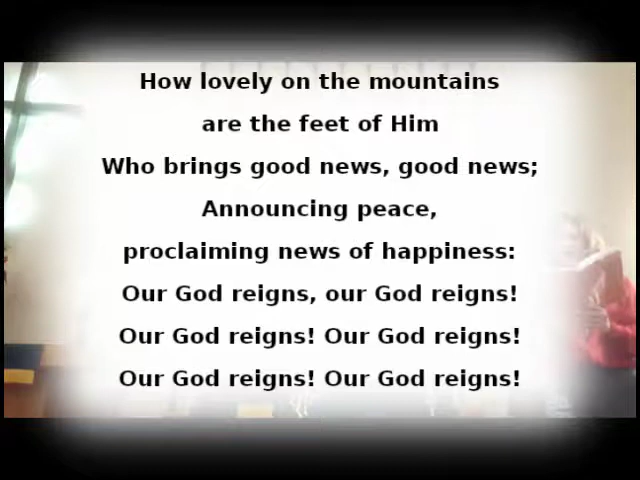 How lovely on the mountains
are the feet of Him
Who brings good news, good news;
Announcing peace,
proclaiming news of happiness:
Our God reigns, our God reigns!
Our God reigns! Our God reigns!
Our God reigns! Our God reigns!